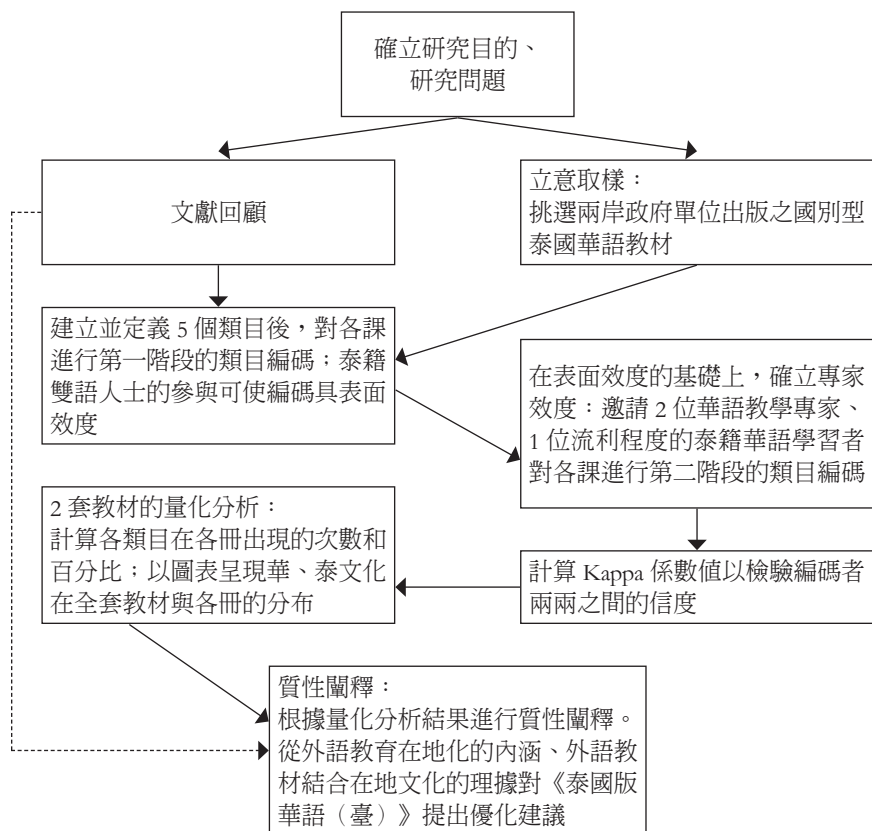 確立研究目的、
研究問題
文獻回顧
立意取樣：
挑選兩岸政府單位出版之國別型
泰國華語教材
建立並定義 5 個類目後，對各課
進行第一階段的類目編碼；泰籍
雙語人士的參與可使編碼具表面
效度
在表面效度的基礎上，確立專家
效度：邀請 2 位華語教學專家、
1 位流利程度的泰籍華語學習者
對各課進行第二階段的類目編碼
2 套教材的量化分析：
計算各類目在各冊出現的次數和
百分比；以圖表呈現華、泰文化
在全套教材與各冊的分布
計算 Kappa 係數值以檢驗編碼者
兩兩之間的信度
質性闡釋：
根據量化分析結果進行質性闡釋。
從外語教育在地化的內涵、外語教
材結合在地文化的理據對《泰國版
華語（臺）》提出優化建議